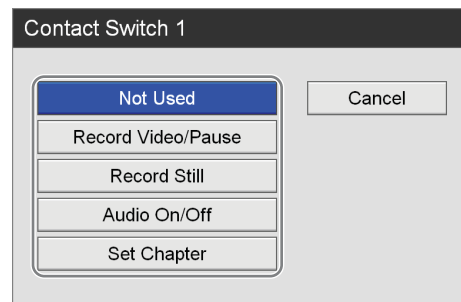 Contact Switch 1
Not Used
Cancel
Record Video/Pause
Record Still
Audio On/Off
Set Chapter